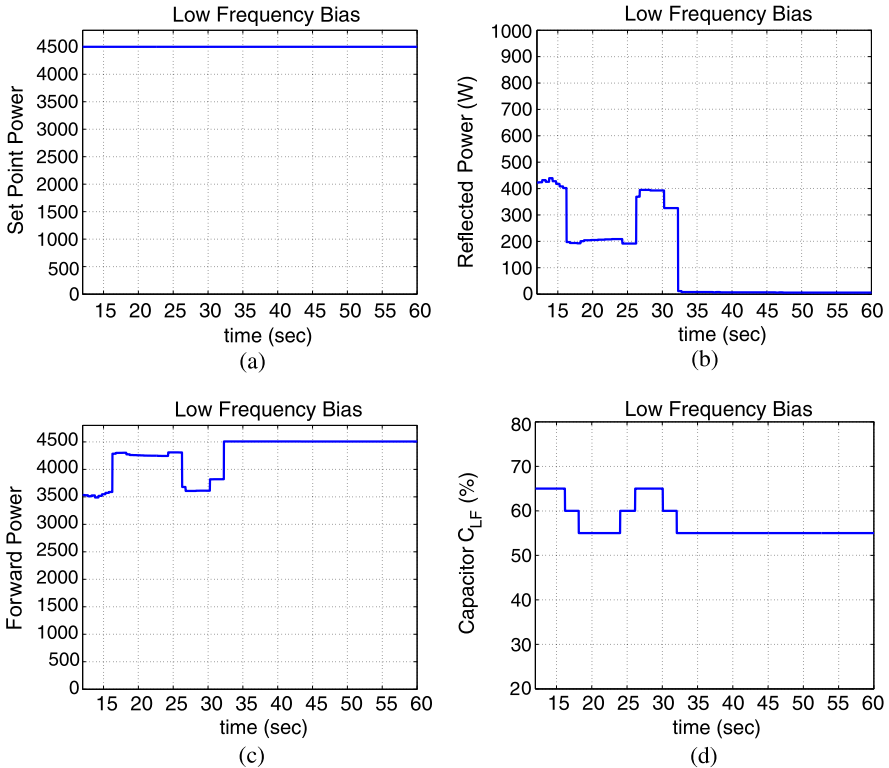 Low Frequency Bias
Set Point Power
4500
4000
3500
3000
2500
2000
1500
1000
500
0
15 20 25 30 35 40 45 50 55 60
time (sec)
(a)
Low Frequency Bias
Reflected Power (W)
1000
900
800
700
600
500
400
300
200
100
0
15 20 25 30 35 40 45 50 55 60
time (sec)
(b)
Low Frequency Bias
Forward Power
4500
4000
3500
3000
2500
2000
1500
1000
500
0
15 20 25 30 35 40 45 50 55 60
time (sec)
(c)
Low Frequency Bias
Capacitor C_LF (%)
80
70
60
50
40
30
20
15 20 25 30 35 40 45 50 55 60
time (sec)
(d)